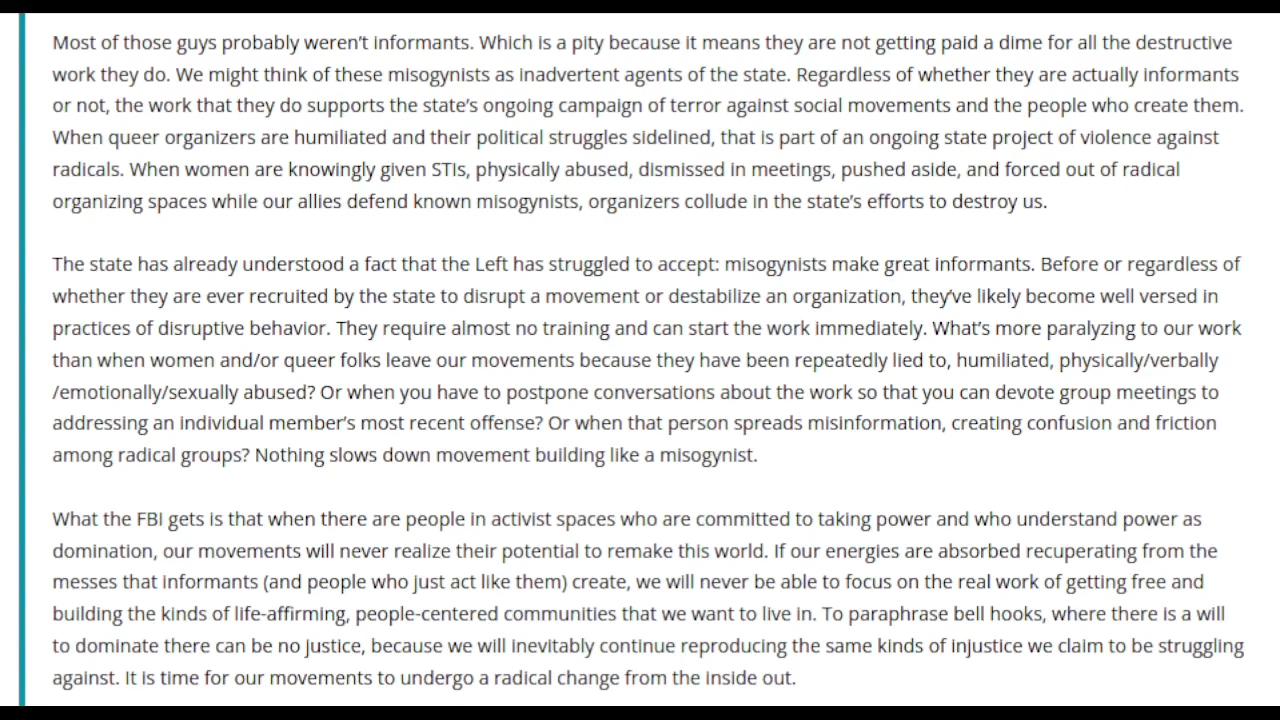 Most of those guys probably weren't informants. Which is a pity because it means they are not getting paid a dime for all the destructive
work they do. We might think of these misogynists as inadvertent agents of the state. Regardless of whether they are actually informants
or not, the work that they do supports the state's ongoing campaign of terror against social movements and the people who create them.
When queer organizers are humiliated and their political struggles sidelined, that is part of an ongoing state project of violence against
radicals. When women are knowingly given STIs, physically abused, dismissed in meetings, pushed aside, and forced out of radical
organizing spaces while our allies defend known misogynists, organizers collude in the state's efforts to destroy us.
The state has already understood a fact that the Left has struggled to accept: misogynists make great informants. Before or regardless of
whether they are ever recruited by the state to disrupt a movement or destabilize an organization, they've likely become well versed in
practices of disruptive behavior. They require almost no training and can start the work immediately. What's more paralyzing to our work
than when women and/or queer folks leave our movements because they have been repeatedly lied to, humiliated, physically/verbally
/emotionally/sexually abused? Or when you have to postpone conversations about the work so that you can devote group meetings to
addressing an individual member's most recent offense? Or when that person spreads misinformation, creating confusion and friction
among radical groups? Nothing slows down movement building like a misogynist.
What the FBI gets is that when there are people in activist spaces who are committed to taking power and who understand power as
domination, our movements will never realize their potential to remake this world. If our energies are absorbed recuperating from the
messes that informants (and people who just act like them) create, we will never be able to focus on the real work of getting free and
building the kinds of life-affirming, people-centered communities that we want to live in. To paraphrase bell hooks, where there is a will
to dominate there can be no justice, because we will inevitably continue reproducing the same kinds of injustice we claim to be struggling
against. It is time for our movements to undergo a radical change from the inside out.